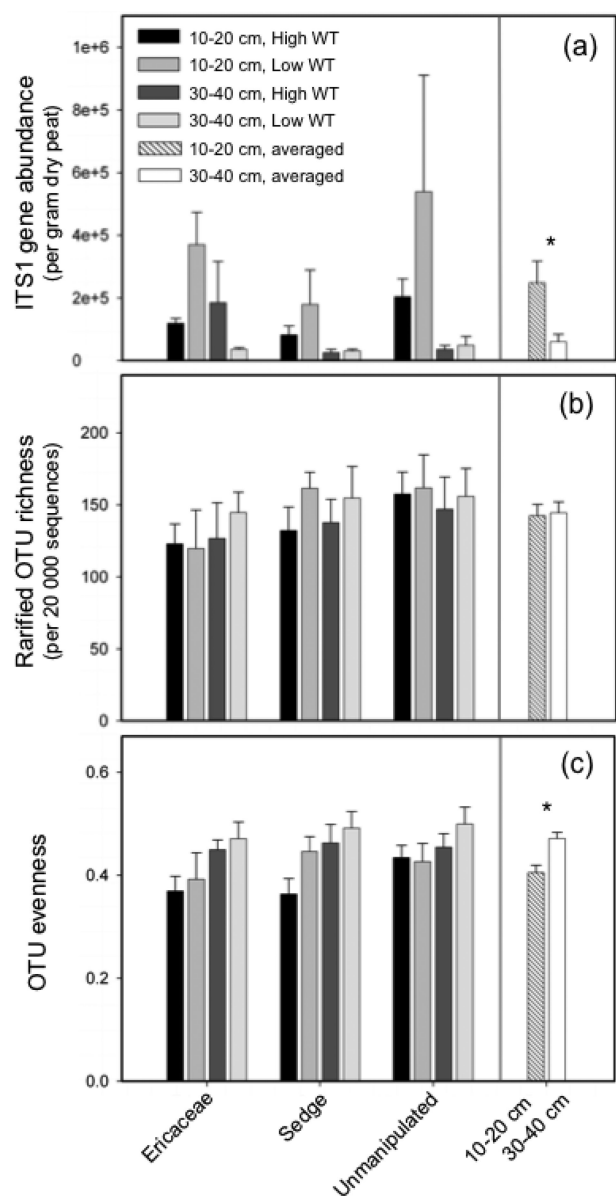 (a)
10-20 cm, High WT
10-20 cm, Low WT
30-40 cm, High WT
30-40 cm, Low WT
10-20 cm, averaged
30-40 cm, averaged
ITS1 gene abundance
(per gram dry peat)
1e+6
8e+5
6e+5
4e+5
2e+5
0
*
(b)
Rarified OTU richness
(per 20 000 sequences)
200
150
100
50
0
(c)
OTU evenness
0.6
0.4
0.2
0.0
*
Ericaceae
Sedge
Unmanipulated
10-20 cm
30-40 cm